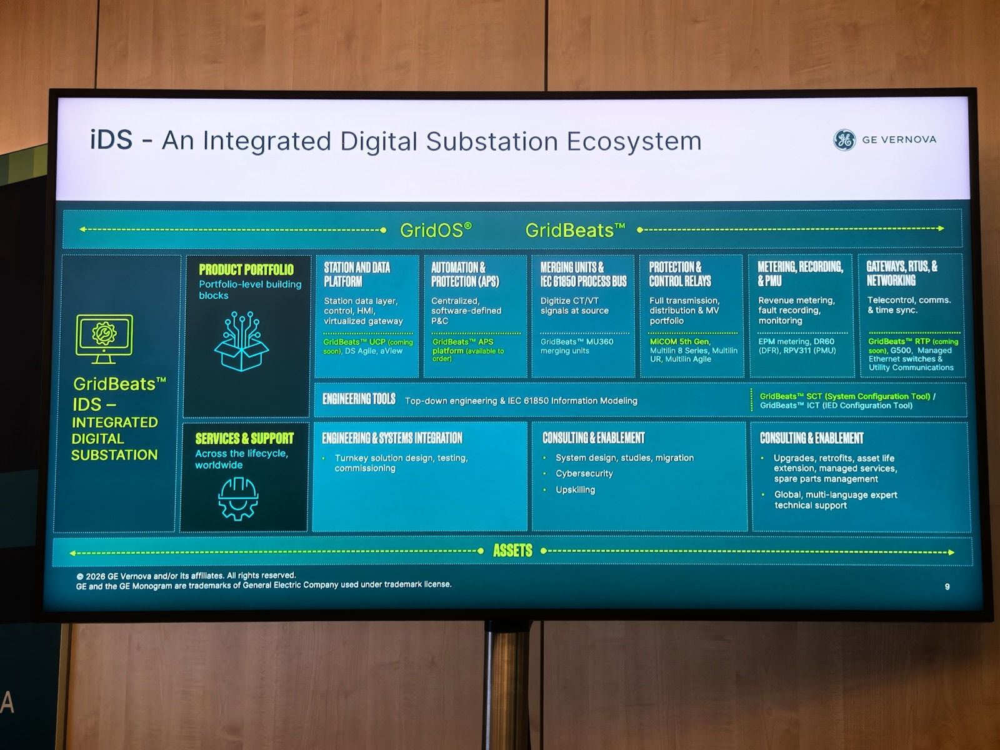 iDS - An Integrated Digital Substation Ecosystem
GE VERNOVA
GridOS® GridBeats™
GridBeats™
IDS –
INTEGRATED
DIGITAL
SUBSTATION
PRODUCT PORTFOLIO
Portfolio-level building
blocks
STATION AND DATA
PLATFORM
Station data layer,
control, HMI,
virtualized gateway
GridBeats™ UCP (coming
soon), DS Agile, aView
AUTOMATION &
PROTECTION (APS)
Centralized,
software-defined
P&C
GridBeats™ APS
platform (available to
order)
MERGING UNITS &
IEC 61850 PROCESS BUS
Digitize CT/VT
signals at source
GridBeats™ MU360
merging units
PROTECTION &
CONTROL RELAYS
Full transmission,
distribution & MV
portfolio
MiCOM 5th Gen,
Multilin 8 Series, Multilin
UR, Multilin Agile
METERING, RECORDING,
& PMU
Revenue metering,
fault recording,
monitoring
EPM metering, DR60
(DFR), RPV311 (PMU)
GATEWAYS, RTUS, &
NETWORKING
Telecontrol, comms.
& time sync.
GridBeats™ RTP (coming
soon), G500, Managed
Ethernet switches &
Utility Communications
ENGINEERING TOOLS Top-down engineering & IEC 61850 Information Modeling
GridBeats™ SCT (System Configuration Tool) /
GridBeats™ ICT (IED Configuration Tool)
SERVICES & SUPPORT
Across the lifecycle,
worldwide
ENGINEERING & SYSTEMS INTEGRATION
• Turnkey solution design, testing,
commissioning
CONSULTING & ENABLEMENT
• System design, studies, migration
• Cybersecurity
• Upskilling
CONSULTING & ENABLEMENT
• Upgrades, retrofits, asset life
extension, managed services,
spare parts management
• Global, multi-language expert
technical support
ASSETS
© 2026 GE Vernova and/or its affiliates. All rights reserved.
GE and the GE Monogram are trademarks of General Electric Company used under trademark license.
9
A